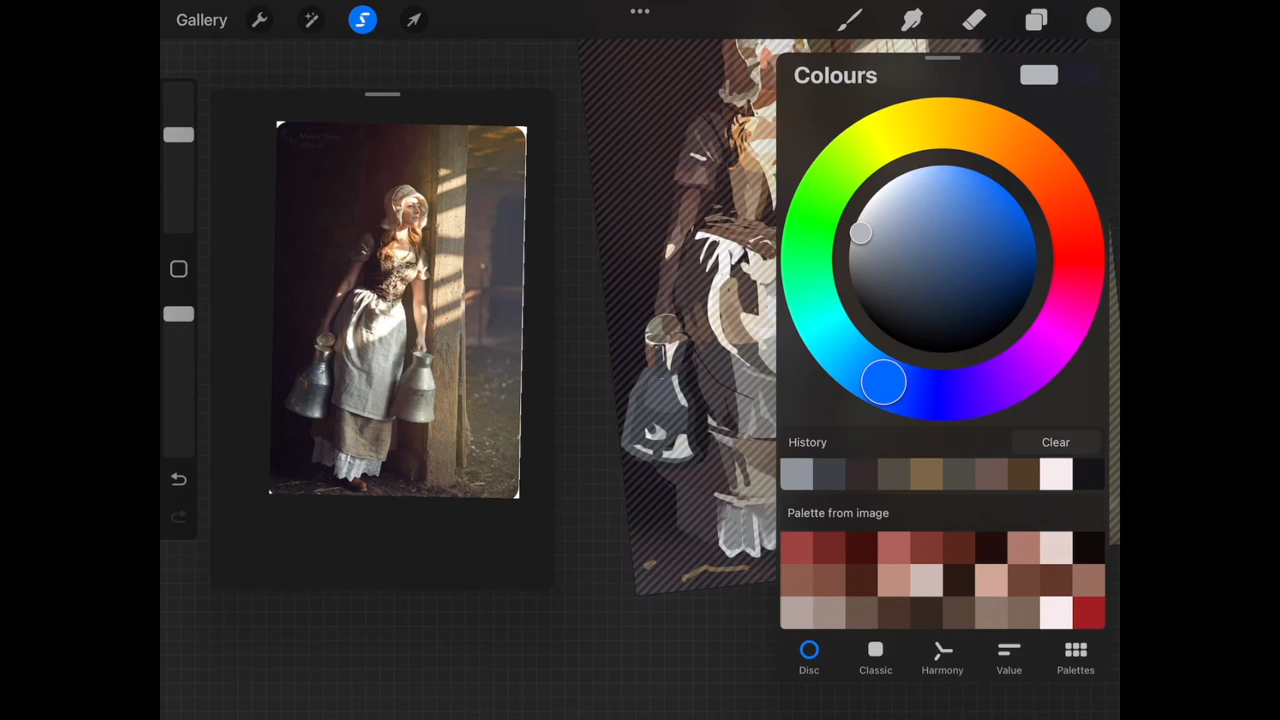 Gallery
Colours
History
Clear
Palette from image
Disc
Classic
Harmony
Value
Palettes